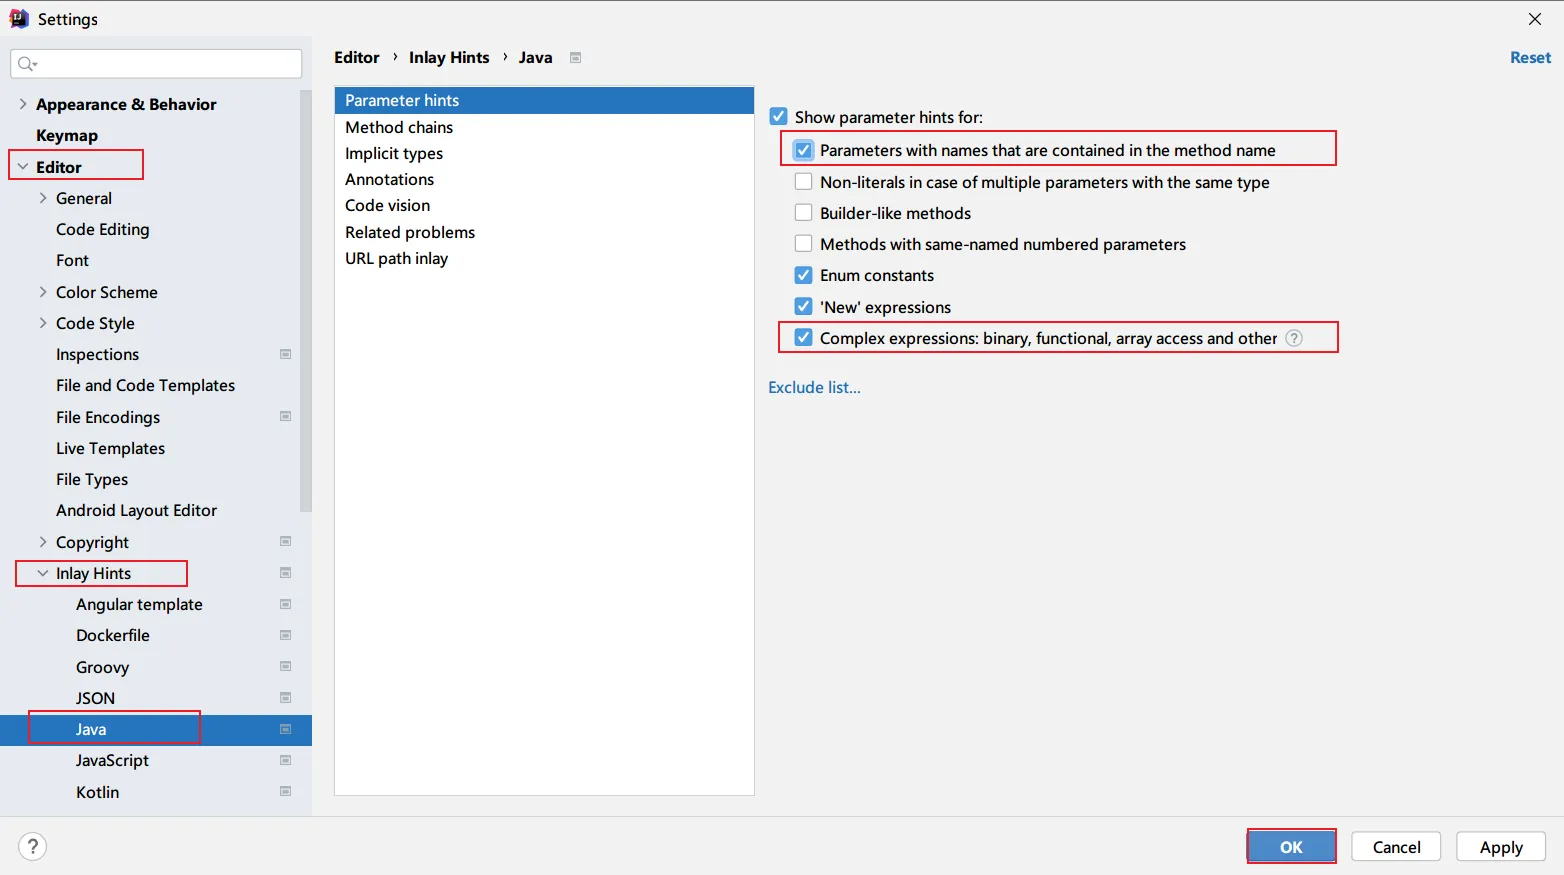 Settings
Appearance & Behavior
Keymap
Editor
General
Code Editing
Font
Color Scheme
Code Style
Inspections
File and Code Templates
File Encodings
Live Templates
File Types
Android Layout Editor
Copyright
Inlay Hints
Angular template
Dockerfile
Groovy
JSON
Java
JavaScript
Kotlin
Editor › Inlay Hints › Java
Reset
Parameter hints
Method chains
Implicit types
Annotations
Code vision
Related problems
URL path inlay
Show parameter hints for:
Parameters with names that are contained in the method name
Non-literals in case of multiple parameters with the same type
Builder-like methods
Methods with same-named numbered parameters
Enum constants
'New' expressions
Complex expressions: binary, functional, array access and other ?
Exclude list...
?
OK
Cancel
Apply